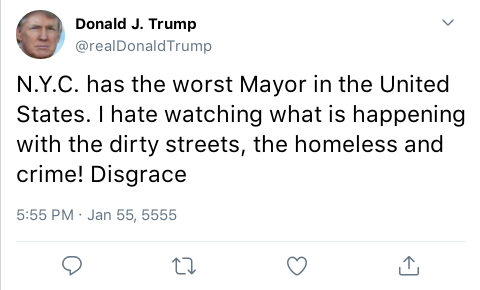 Donald J. Trump
@realDonaldTrump
N.Y.C. has the worst Mayor in the United
States. I hate watching what is happening
with the dirty streets, the homeless and
crime! Disgrace
5:55 PM · Jan 55, 5555